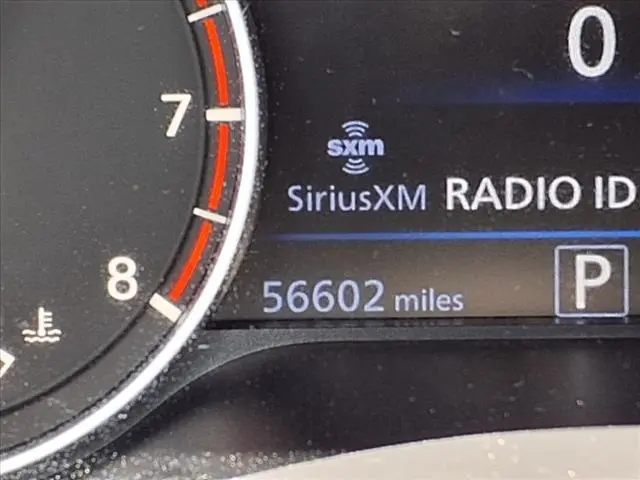 0
7
sxm
SiriusXM RADIO ID
8
56602 miles P